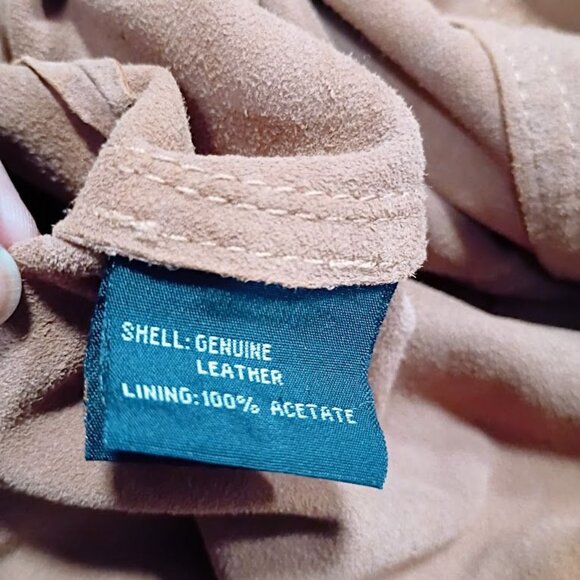 SHELL: GENUINE
LEATHER
LINING: 100% ACETATE